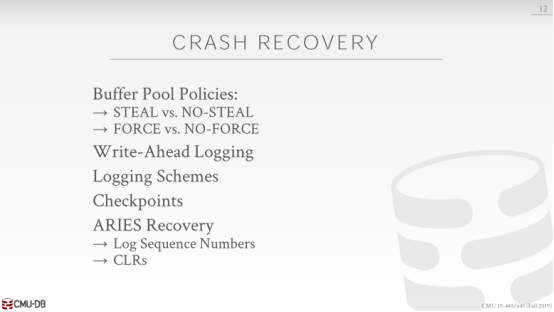 12
CRASH RECOVERY
Buffer Pool Policies:
→ STEAL vs. NO-STEAL
→ FORCE vs. NO-FORCE
Write-Ahead Logging
Logging Schemes
Checkpoints
ARIES Recovery
→ Log Sequence Numbers
→ CLRs
CMU-DB
CMU 15-445/645 (Fall 2019)